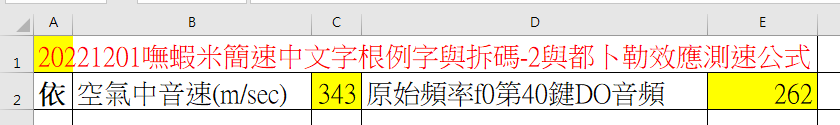 A B C D E
1 20221201嘸蝦米簡速中文字根例字與拆碼-2與都卜勒效應測速公式
2 依 空氣中音速(m/sec) 343 原始頻率f0第40鍵DO音頻 262